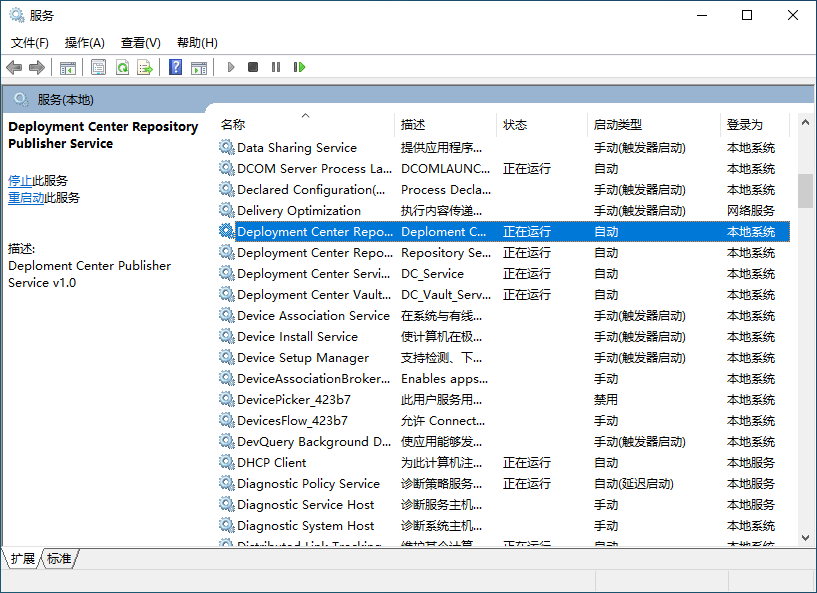 服务
文件(F) 操作(A) 查看(V) 帮助(H)
服务(本地)
Deployment Center Repository
Publisher Service
停止此服务
重启动此服务
描述:
Deploment Center Publisher
Service v1.0
名称 描述 状态 启动类型 登录为
Data Sharing Service 提供应用程序... 手动(触发器启动) 本地系统
DCOM Server Process La... DCOMLAUNC... 正在运行 自动 本地系统
Declared Configuration(... Process Decla... 手动(触发器启动) 本地系统
Delivery Optimization 执行内容传递... 手动(触发器启动) 网络服务
Deployment Center Repo... Deploment C... 正在运行 自动 本地系统
Deployment Center Repo... Repository Se... 正在运行 自动 本地系统
Deployment Center Servi... DC_Service 正在运行 自动 本地系统
Deployment Center Vault... DC_Vault_Serv... 正在运行 自动 本地系统
Device Association Service 在系统与有线... 手动(触发器启动) 本地系统
Device Install Service 使计算机在极... 手动(触发器启动) 本地系统
Device Setup Manager 支持检测、下... 手动(触发器启动) 本地系统
DeviceAssociationBroker... Enables apps... 手动 本地系统
DevicePicker_423b7 此用户服务用... 禁用 本地系统
DevicesFlow_423b7 允许 Connect... 手动 本地系统
DevQuery Background D... 使应用能够发... 手动(触发器启动) 本地系统
DHCP Client 为此计算机注... 正在运行 自动 本地服务
Diagnostic Policy Service 诊断策略服务... 正在运行 自动(延迟启动) 本地服务
Diagnostic Service Host 诊断服务主机... 手动 本地服务
Diagnostic System Host 诊断系统主机... 手动 本地系统
Distributed Link Tracking 维护某个计算 正在运行 自动 本地系统
扩展 标准